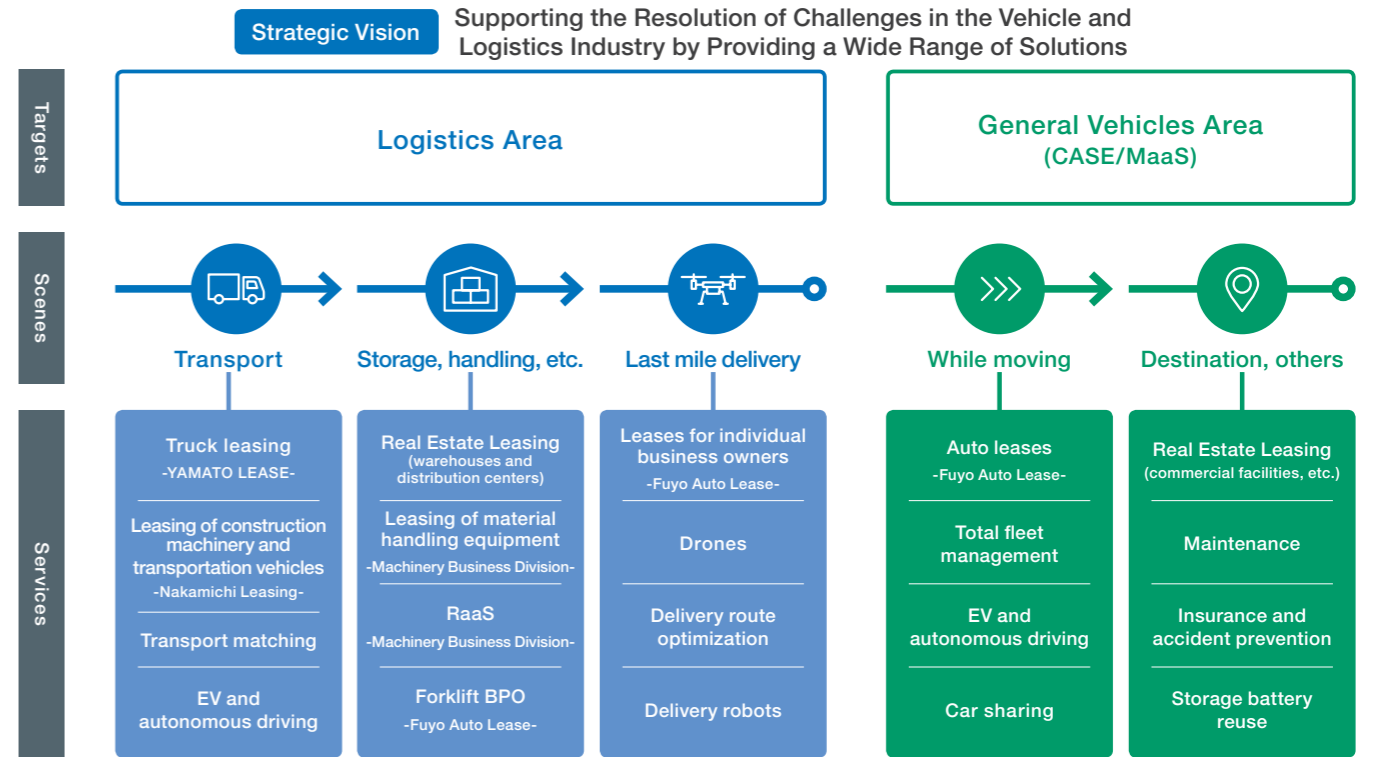 Strategic Vision
Supporting the Resolution of Challenges in the Vehicle and
Logistics Industry by Providing a Wide Range of Solutions
Targets
Logistics Area
General Vehicles Area
(CASE/MaaS)
Scenes
Transport
Storage, handling, etc.
Last mile delivery
While moving
Destination, others
Services
Truck leasing
-YAMATO LEASE-
Leasing of construction
machinery and
transportation vehicles
-Nakamichi Leasing-
Transport matching
EV and
autonomous driving
Real Estate Leasing
(warehouses and
distribution centers)
Leasing of material
handling equipment
-Machinery Business Division-
RaaS
-Machinery Business Division-
Forklift BPO
-Fuyo Auto Lease-
Leases for individual
business owners
-Fuyo Auto Lease-
Drones
Delivery route
optimization
Delivery robots
Auto leases
-Fuyo Auto Lease-
Total fleet
management
EV and
autonomous driving
Car sharing
Real Estate Leasing
(commercial facilities, etc.)
Maintenance
Insurance and
accident prevention
Storage battery
reuse